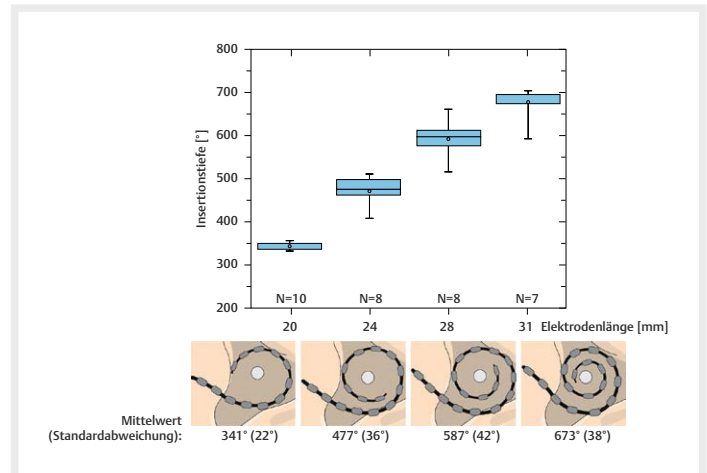 800
700
600
500
400
300
200
Insertionstiefe [°]
N=10 N=8 N=8 N=7
20 24 28 31 Elektrodenlänge [mm]
Mittelwert
(Standardabweichung): 341° (22°) 477° (36°) 587° (42°) 673° (38°)